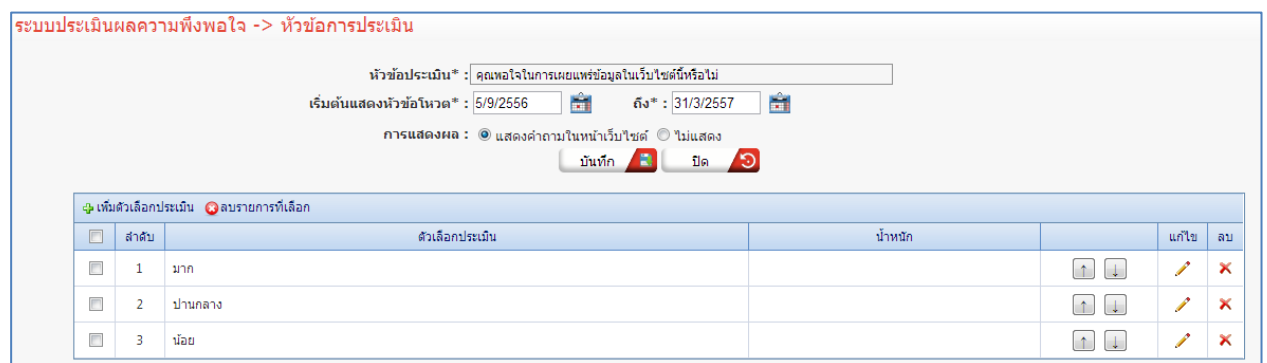 ระบบประเมินผลความพึงพอใจ -> หัวข้อการประเมิน
หัวข้อประเมิน* : คุณพอใจในการเผยแพร่ข้อมูลในเว็บไซต์นี้หรือไม่
เริ่มต้นแสดงหัวข้อโหวต* : 5/9/2556 ถึง* : 31/3/2557
การแสดงผล : แสดงคำถามในหน้าเว็บไซต์ ไม่แสดง
บันทึก ปิด
เพิ่มตัวเลือกประเมิน ลบรายการที่เลือก
ลำดับ ตัวเลือกประเมิน น้ำหนัก แก้ไข ลบ
1 มาก ↑ ↓
2 ปานกลาง ↑ ↓
3 น้อย ↑ ↓